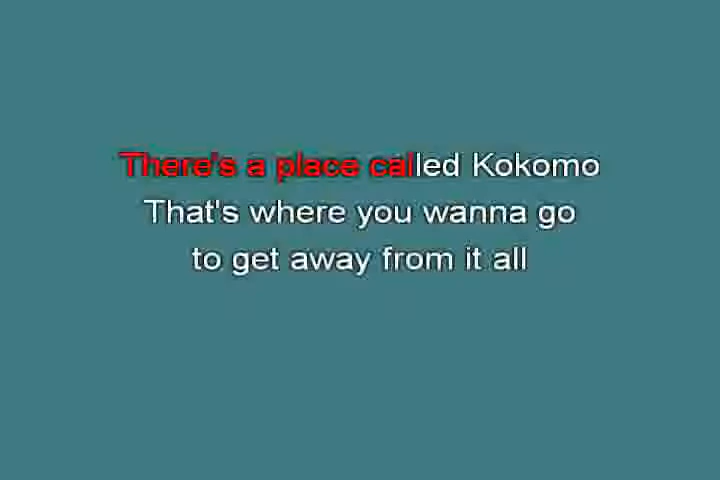 There's a place called Kokomo
That's where you wanna go
to get away from it all